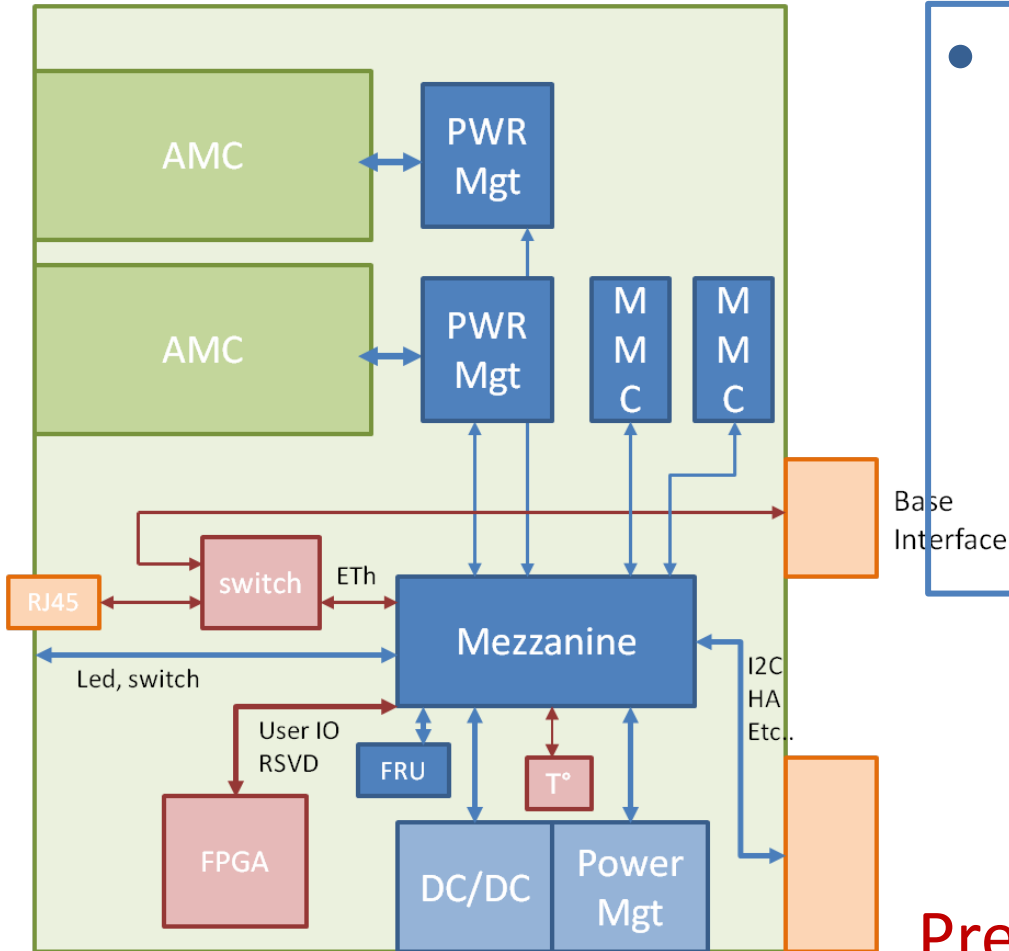 AMC
PWR
Mgt
AMC
PWR
Mgt
M
M
C
M
M
C
Base
Interface
switch
ETh
RJ45
Mezzanine
Led, switch
I2C
HA
Etc..
User IO
RSVD
FRU
T°
FPGA
DC/DC
Power
Mgt
Pre